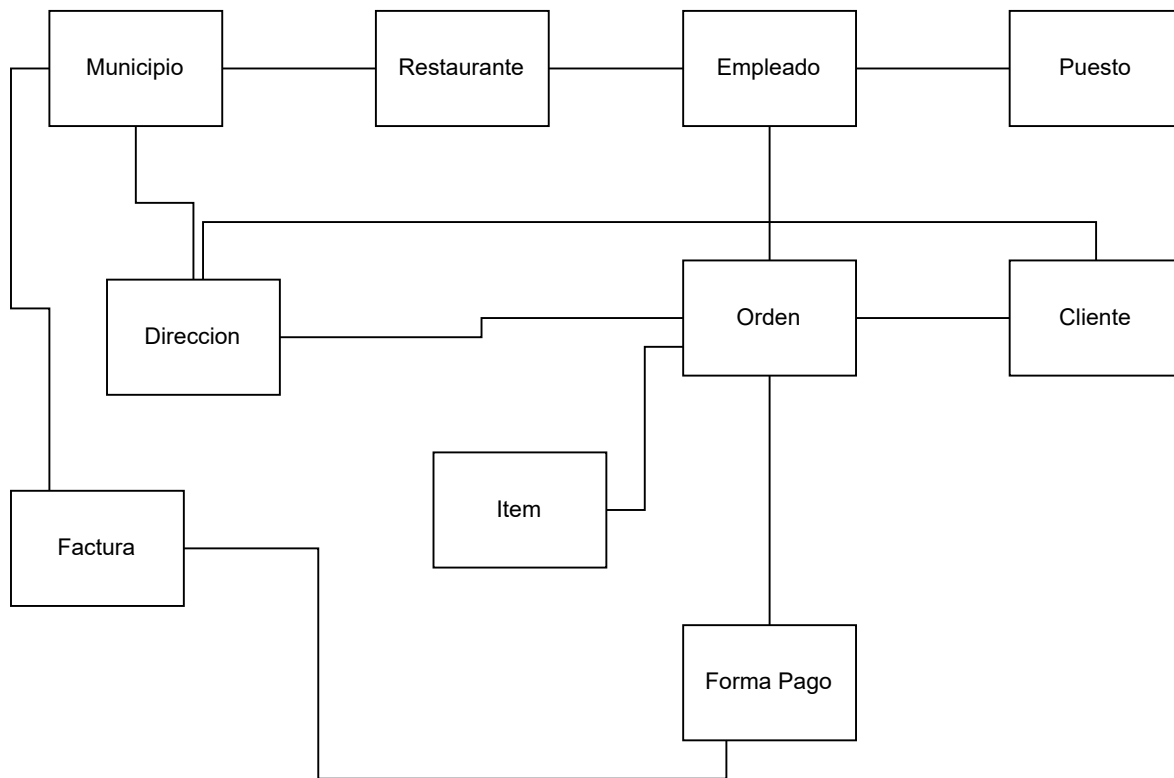 Municipio
Restaurante
Empleado
Puesto
Direccion
Orden
Cliente
Item
Factura
Forma Pago